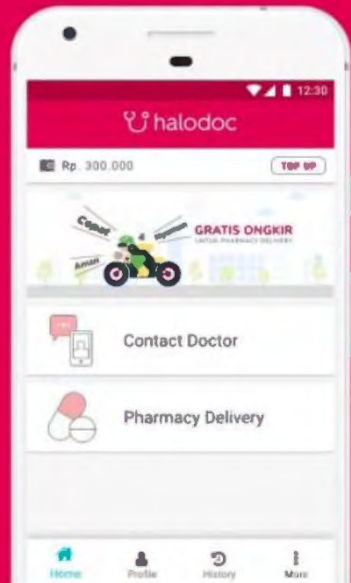 12:30
halodoc
Rp. 300.000
TOP UP
Cepat
Nyaman
Aman
GRATIS ONGKIR
UNTUK PHARMACY DELIVERY
Contact Doctor
Pharmacy Delivery
Home
Profile
History
More